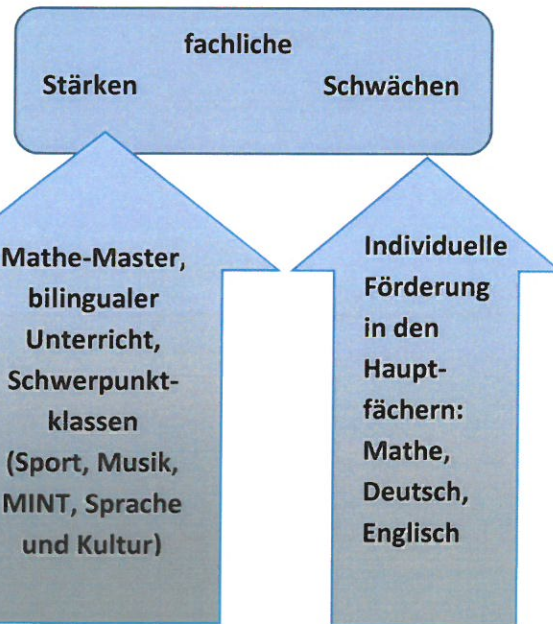 fachliche
Stärken Schwächen
Mathe-Master,
bilingualer
Unterricht,
Schwerpunkt-
klassen
(Sport, Musik,
MINT, Sprache
und Kultur)
Individuelle
Förderung
in den
Haupt-
fächern:
Mathe,
Deutsch,
Englisch